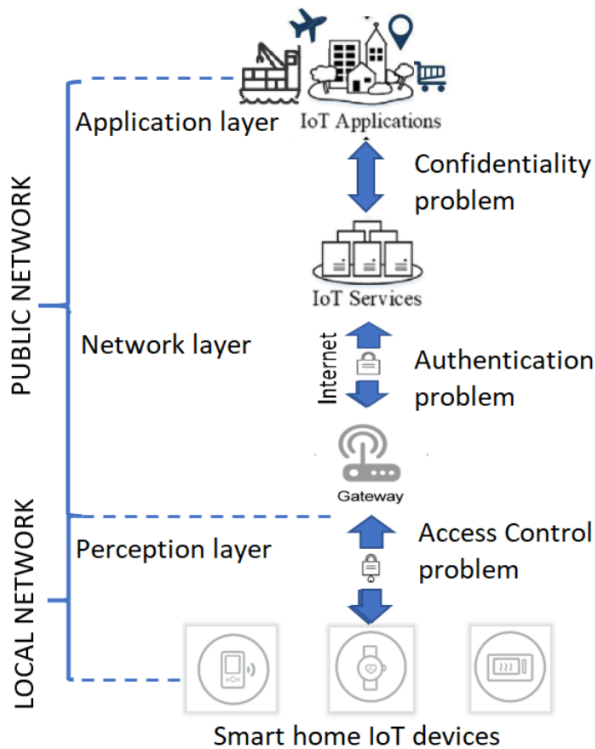 Application layer
IoT Applications
Confidentiality
problem
IoT Services
PUBLIC NETWORK
Network layer
Internet
Authentication
problem
Gateway
Perception layer
Access Control
problem
LOCAL NETWORK
Smart home IoT devices